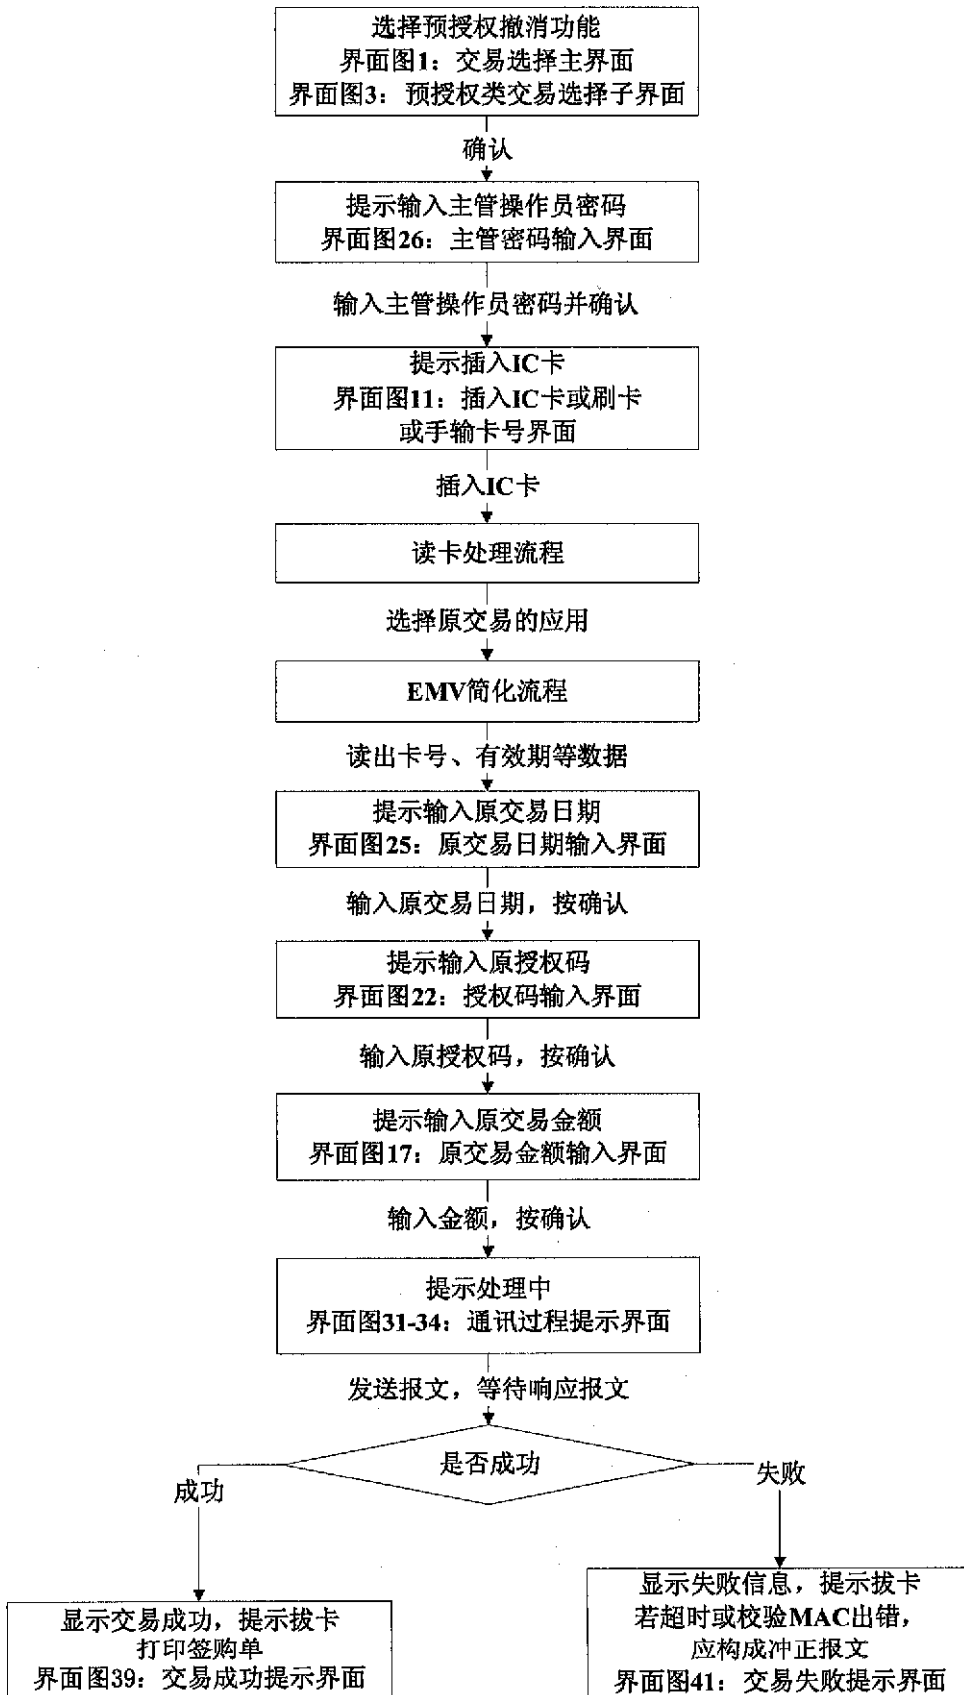 选择预授权撤消功能
界面图1：交易选择主界面
界面图3：预授权类交易选择子界面
确认
提示输入主管操作员密码
界面图26：主管密码输入界面
输入主管操作员密码并确认
提示插入IC卡
界面图11：插入IC卡或刷卡
或手输卡号界面
插入IC卡
读卡处理流程
选择原交易的应用
EMV简化流程
读出卡号、有效期等数据
提示输入原交易日期
界面图25：原交易日期输入界面
输入原交易日期，按确认
提示输入原授权码
界面图22：授权码输入界面
输入原授权码，按确认
提示输入原交易金额
界面图17：原交易金额输入界面
输入金额，按确认
提示处理中
界面图31-34：通讯过程提示界面
发送报文，等待响应报文
是否成功
成功
失败
显示交易成功，提示拔卡
打印签购单
界面图39：交易成功提示界面
显示失败信息，提示拔卡
若超时或校验MAC出错，
应构成冲正报文
界面图41：交易失败提示界面